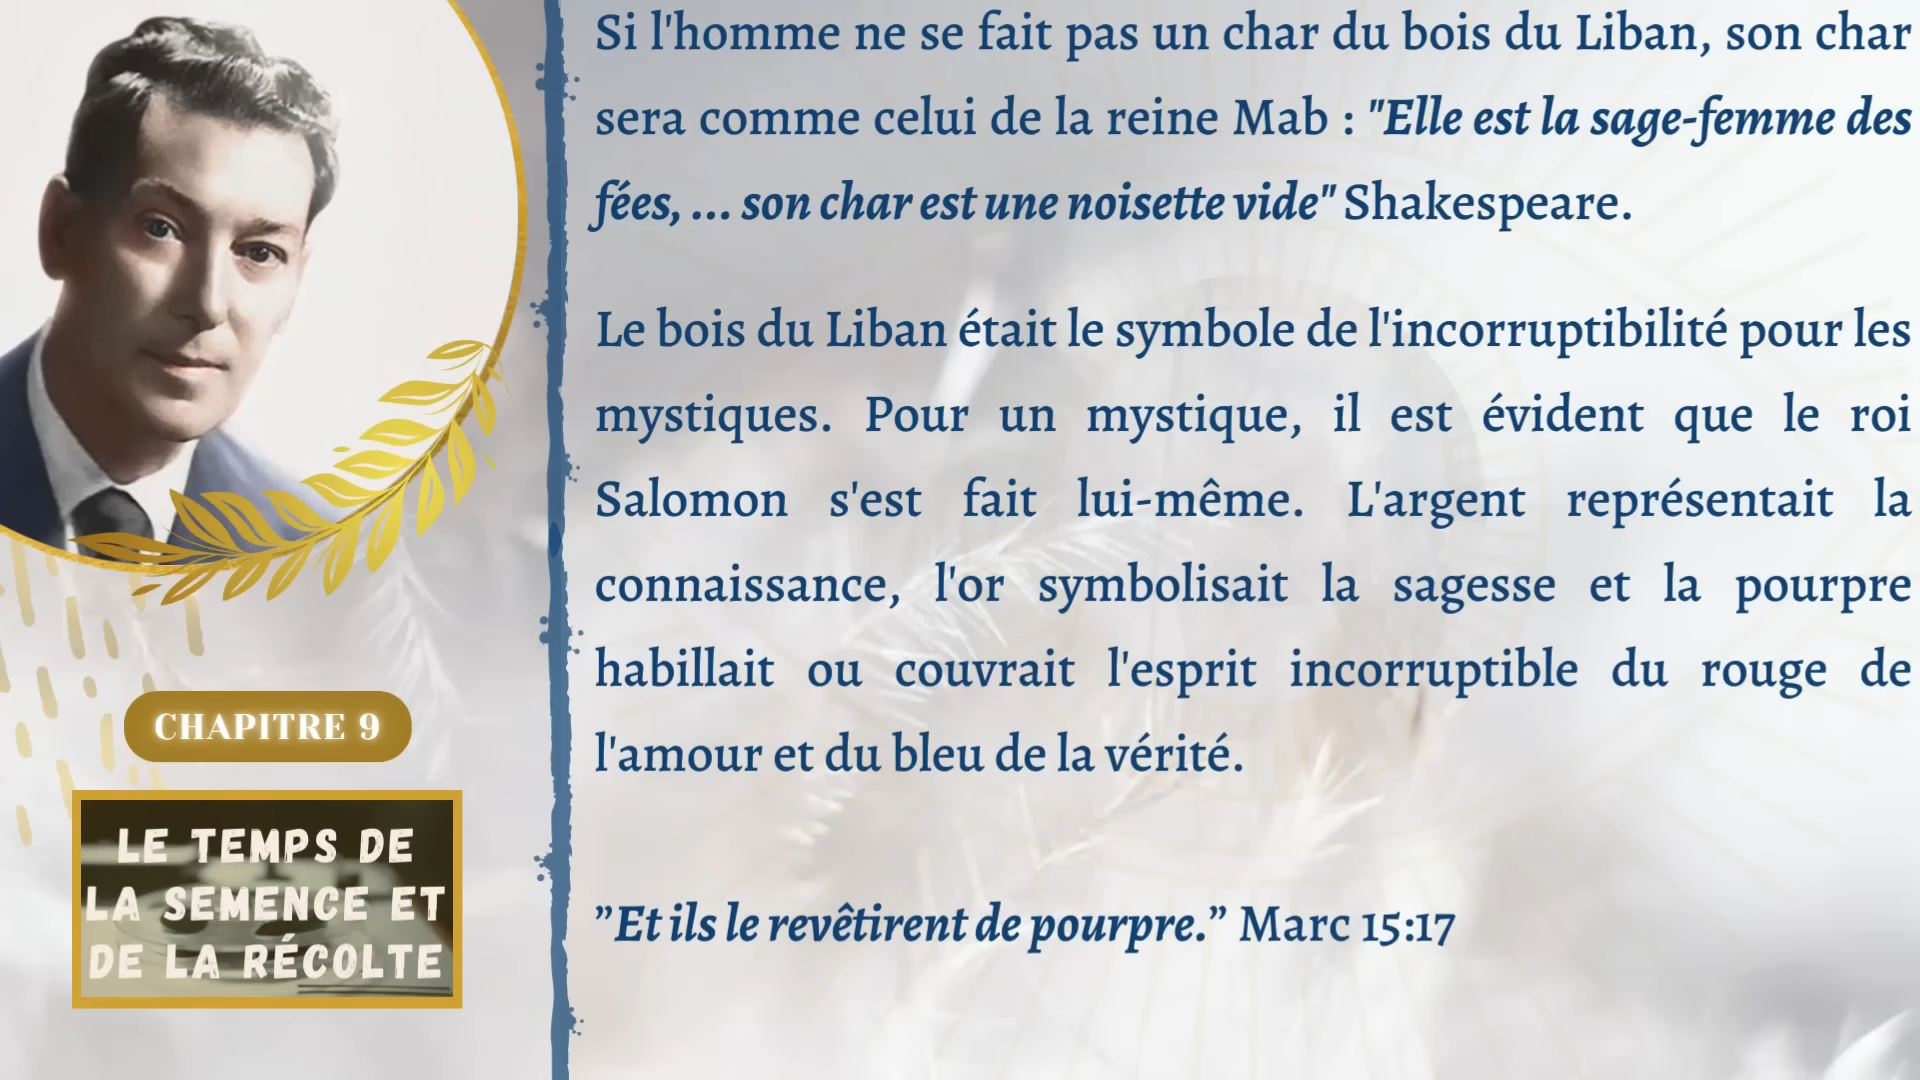 Si l'homme ne se fait pas un char du bois du Liban, son char
sera comme celui de la reine Mab : "Elle est la sage-femme des
fées, ... son char est une noisette vide" Shakespeare.
Le bois du Liban était le symbole de l'incorruptibilité pour les
mystiques. Pour un mystique, il est évident que le roi
Salomon s'est fait lui-même. L'argent représentait la
connaissance, l'or symbolisait la sagesse et la pourpre
habillait ou couvrait l'esprit incorruptible du rouge de
l'amour et du bleu de la vérité.
”Et ils le revêtirent de pourpre.” Marc 15:17
CHAPITRE 9
LE TEMPS DE
LA SEMENCE ET
DE LA RÉCOLTE